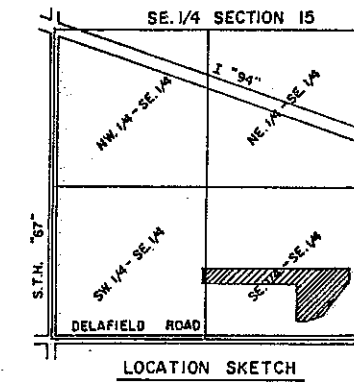 SE. 1/4 SECTION 15
I "94"
NW. 1/4 - SE. 1/4
NE. 1/4 - SE. 1/4
S.T.H. "67"
SW. 1/4 - SE. 1/4
SE. 1/4 - SE. 1/4
DELAFIELD ROAD
LOCATION SKETCH